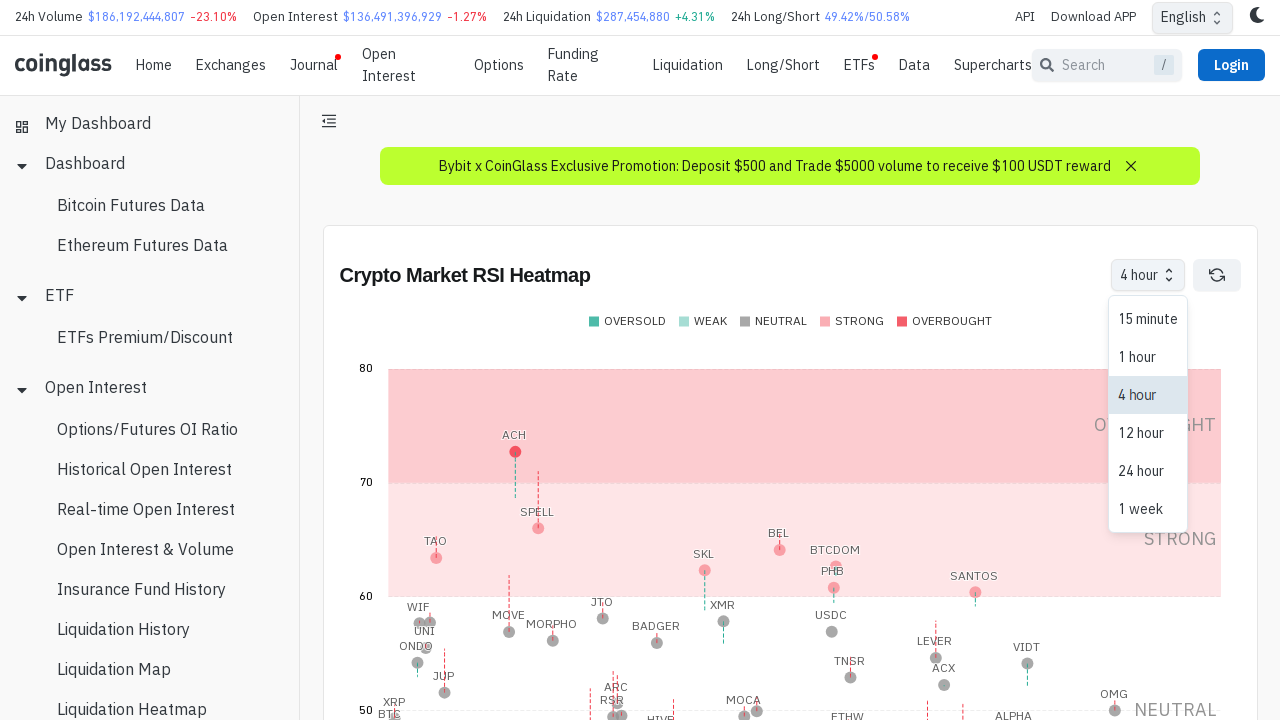 24h Volume $186,192,444,807 -23.10% Open Interest $136,491,396,929 -1.27% 24h Liquidation $287,454,880 +4.31% 24h Long/Short 49.42%/50.58% API Download APP English
coinglass Home Exchanges Journal Open Interest Options Funding Rate Liquidation Long/Short ETFs Data Supercharts Search / Login
My Dashboard
Dashboard
Bitcoin Futures Data
Ethereum Futures Data
ETF
ETFs Premium/Discount
Open Interest
Options/Futures OI Ratio
Historical Open Interest
Real-time Open Interest
Open Interest & Volume
Insurance Fund History
Liquidation History
Liquidation Map
Liquidation Heatmap
Bybit x CoinGlass Exclusive Promotion: Deposit $500 and Trade $5000 volume to receive $100 USDT reward
Crypto Market RSI Heatmap 4 hour
15 minute
1 hour
4 hour
12 hour
24 hour
1 week
OVERSOLD WEAK NEUTRAL STRONG OVERBOUGHT
80
ACH
70
SPELL
TAO BEL
SKL BTCDOM STRONG
PHB
SANTOS
60
WIF JTO XMR
MOVE MORPHO BADGER USDC
UNI
ONDO LEVER VIDT
JUP TNSR ACX
ARC
XRP RSR MOCA OMG
50 NEUTRAL
HIVE ETHW ALPHA